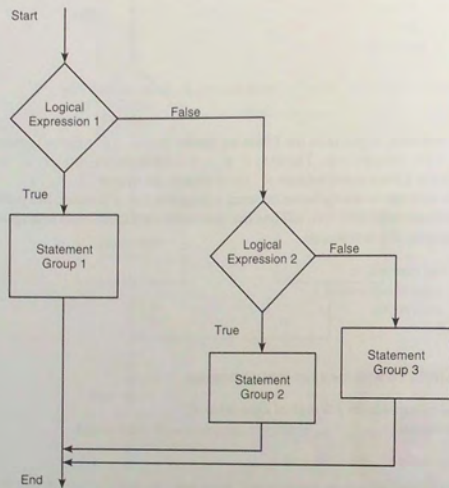 Start
Logical
Expression 1
False
True
Statement
Group 1
Logical
Expression 2
False
True
Statement
Group 2
Statement
Group 3
End